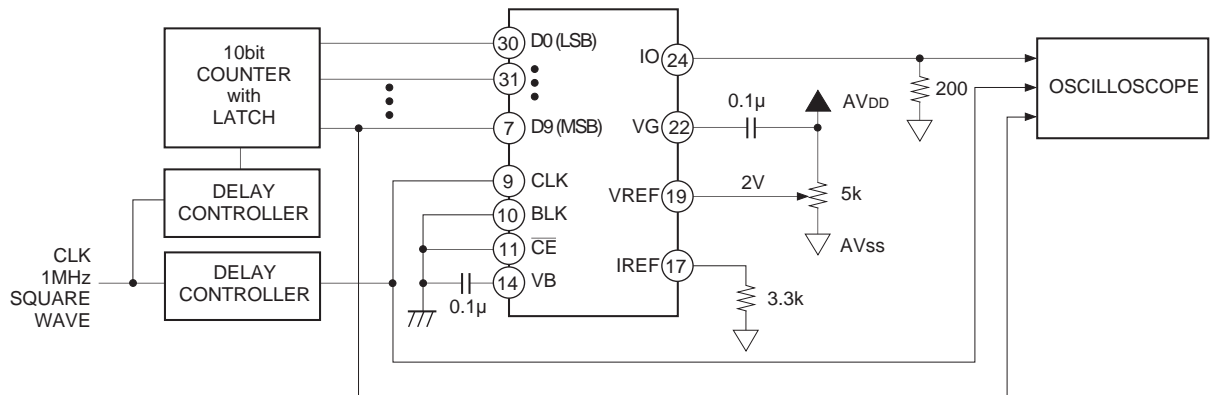 10bit
COUNTER
with
LATCH
DELAY
CONTROLLER
DELAY
CONTROLLER
CLK
1MHz
SQUARE
WAVE
30 D0 (LSB)
31
7 D9 (MSB)
9 CLK
10 BLK
11 CE
14 VB
0.1µ
IO 24
VG 22
VREF 19
IREF 17
0.1µ
AVDD
2V
5k
AVss
3.3k
200
OSCILLOSCOPE